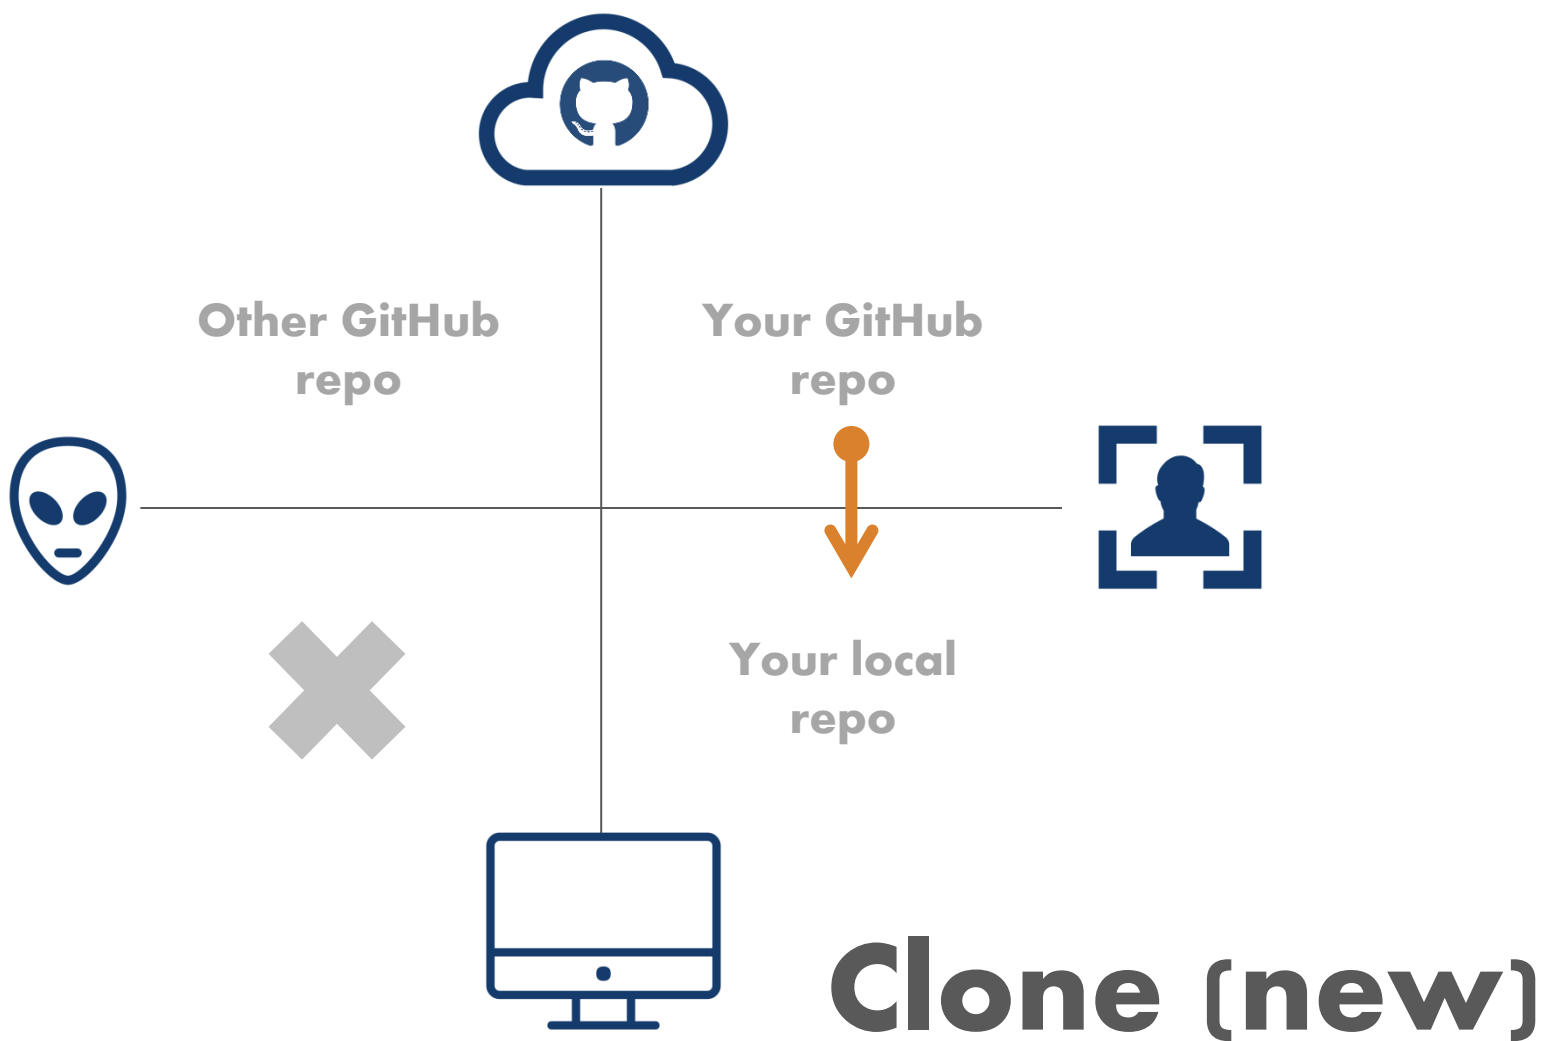 Other GitHub
repo
Your GitHub
repo
Your local
repo
Clone (new)